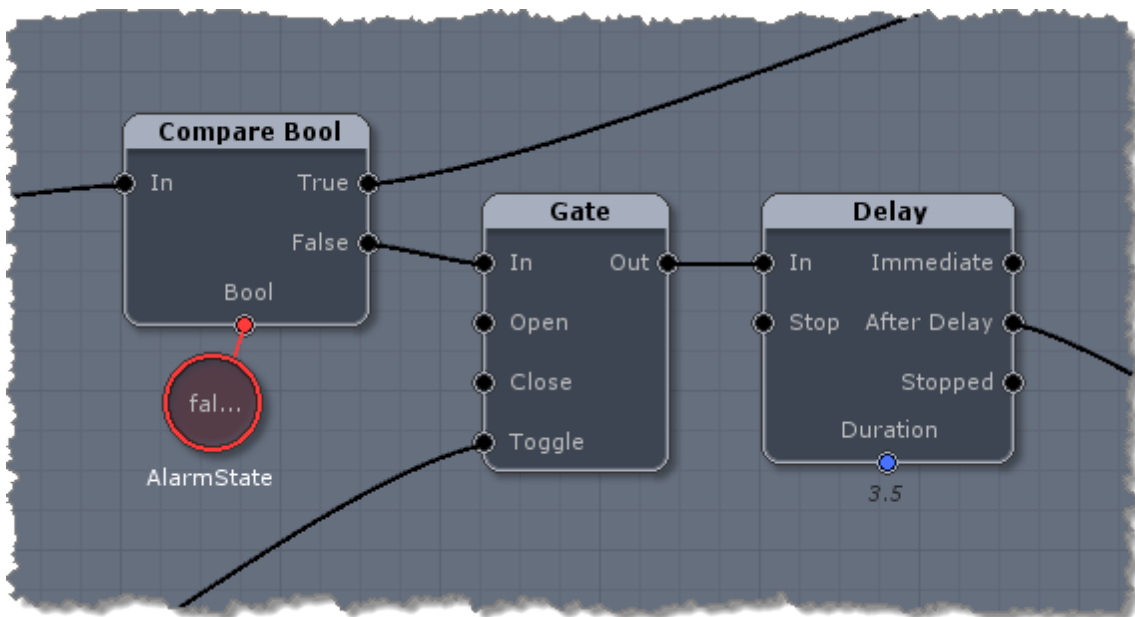 Compare Bool
In True
False
Bool
fal...
AlarmState
Gate
In Out
Open
Close
Toggle
Delay
In Immediate
Stop After Delay
Stopped
Duration
3.5